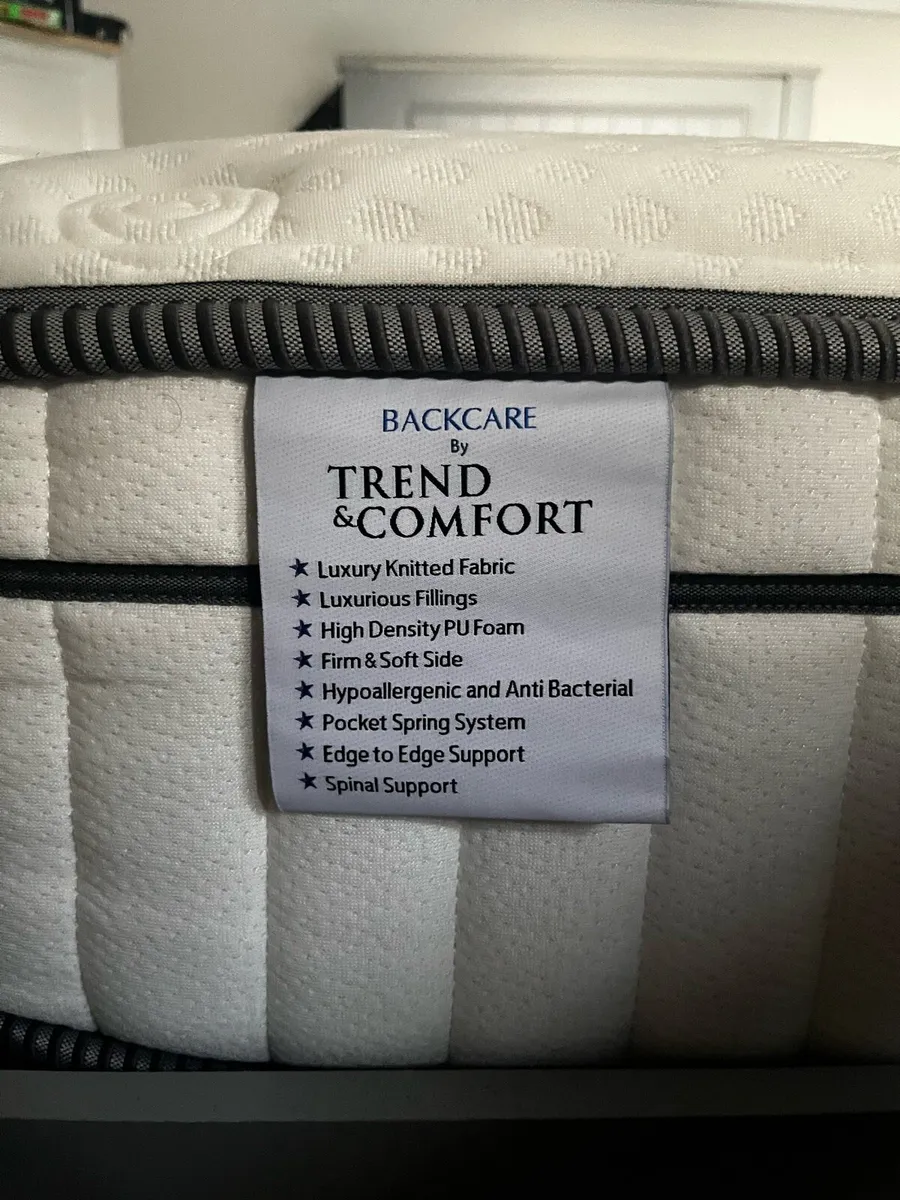 BACKCARE
By
TREND
&COMFORT
★ Luxury Knitted Fabric
★ Luxurious Fillings
★ High Density PU Foam
★ Firm & Soft Side
★ Hypoallergenic and Anti Bacterial
★ Pocket Spring System
★ Edge to Edge Support
★ Spinal Support